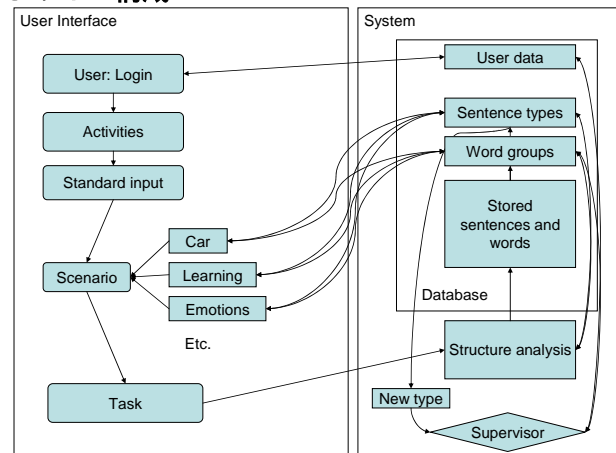 User Interface
User: Login
Activities
Standard input
Scenario
Car
Learning
Emotions
Etc.
Task
System
User data
Sentence types
Word groups
Stored
sentences and
words
Database
Structure analysis
New type
Supervisor